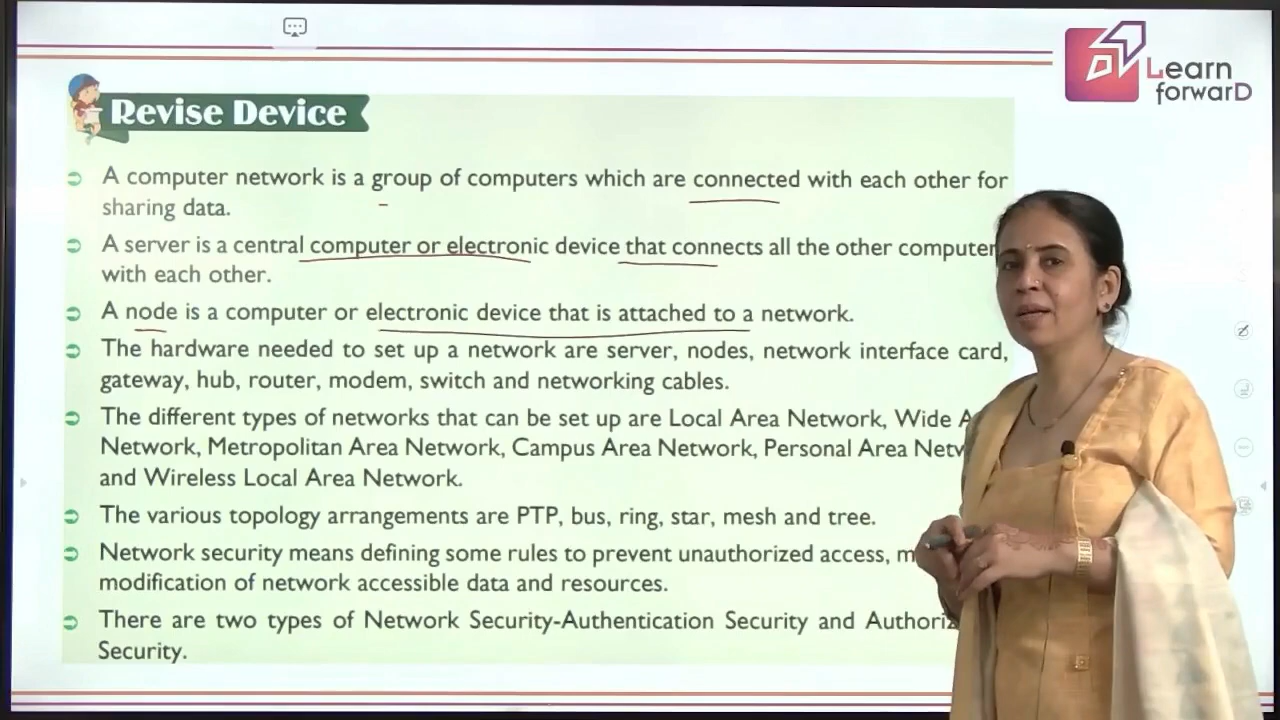 Learn
forwarD
Revise Device
A computer network is a group of computers which are connected with each other for
sharing data.
A server is a central computer or electronic device that connects all the other computer
with each other.
A node is a computer or electronic device that is attached to a network.
The hardware needed to set up a network are server, nodes, network interface card,
gateway, hub, router, modem, switch and networking cables.
The different types of networks that can be set up are Local Area Network, Wide
Network, Metropolitan Area Network, Campus Area Network, Personal Area
and Wireless Local Area Network.
The various topology arrangements are PTP, bus, ring, star, mesh and tree.
Network security means defining some rules to prevent unauthorized access,
modification of network accessible data and resources.
There are two types of Network Security-Authentication Security and
Security.